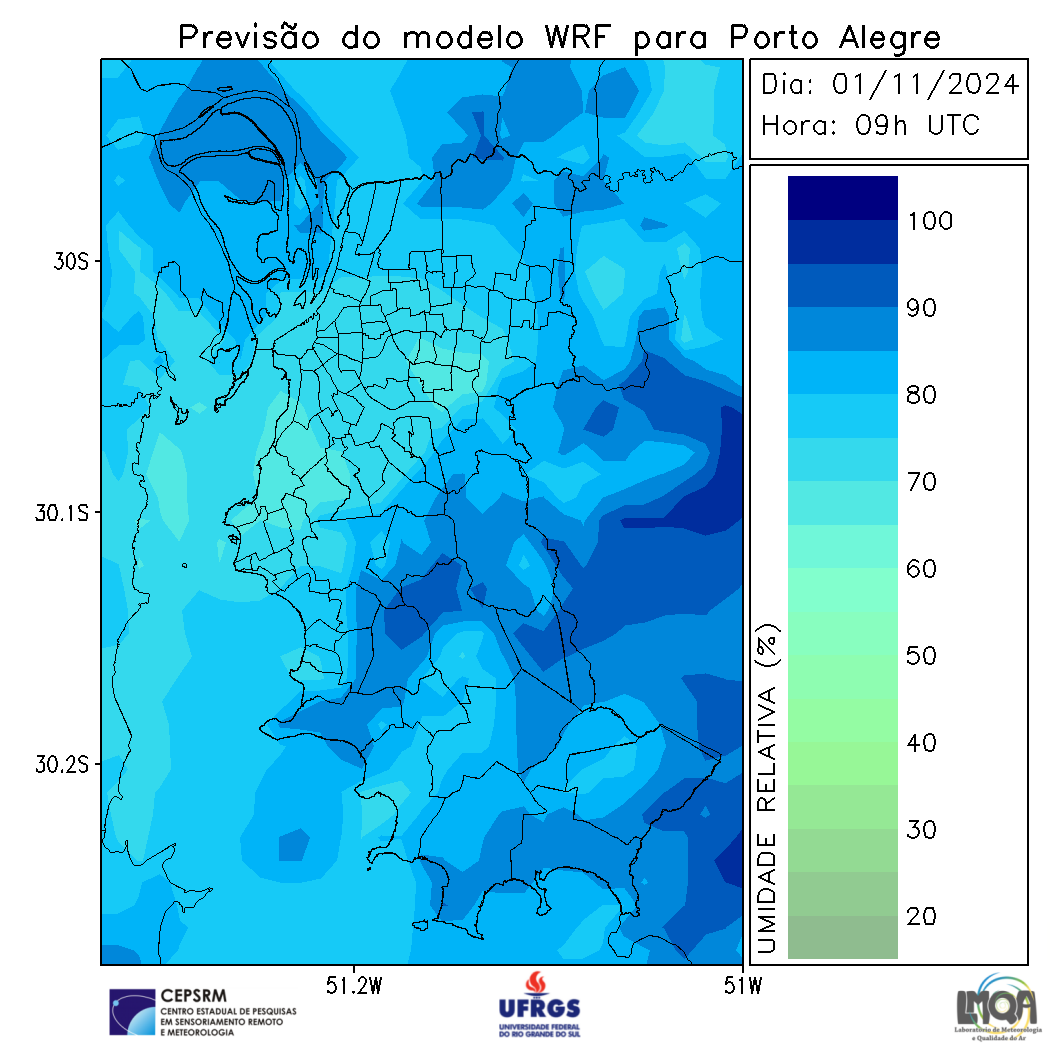 Previsão do modelo WRF para Porto Alegre
Dia: 01/11/2024
Hora: 09h UTC
30S
30.1S
30.2S
51.2W
51W
100
90
80
70
60
50
40
30
20
UMIDADE RELATIVA (%)
CEPSRM
CENTRO ESTADUAL DE PESQUISAS
EM SENSORIAMENTO REMOTO
E METEOROLOGIA
UFRGS
UNIVERSIDADE FEDERAL
DO RIO GRANDE DO SUL
LMQA
Laboratório de Meteorologia
e Qualidade do Ar